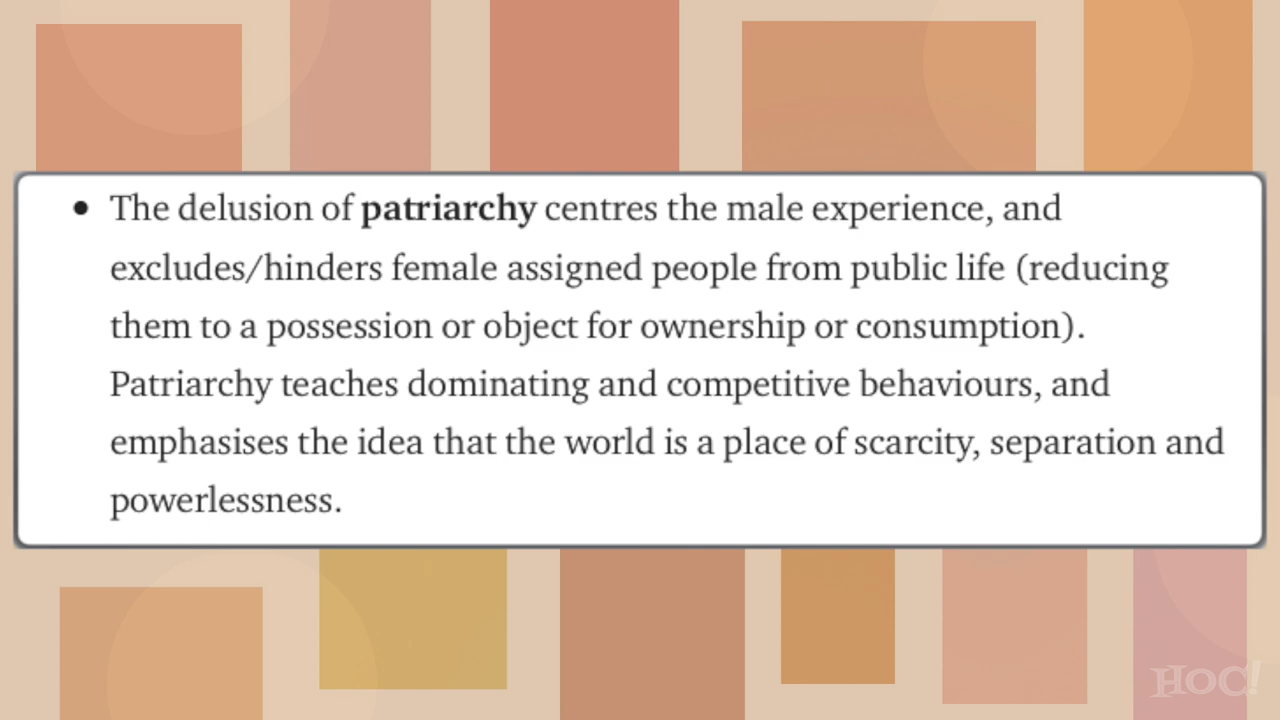 • The delusion of patriarchy centres the male experience, and
excludes/hinders female assigned people from public life (reducing
them to a possession or object for ownership or consumption).
Patriarchy teaches dominating and competitive behaviours, and
emphasises the idea that the world is a place of scarcity, separation and
powerlessness.
HOC!